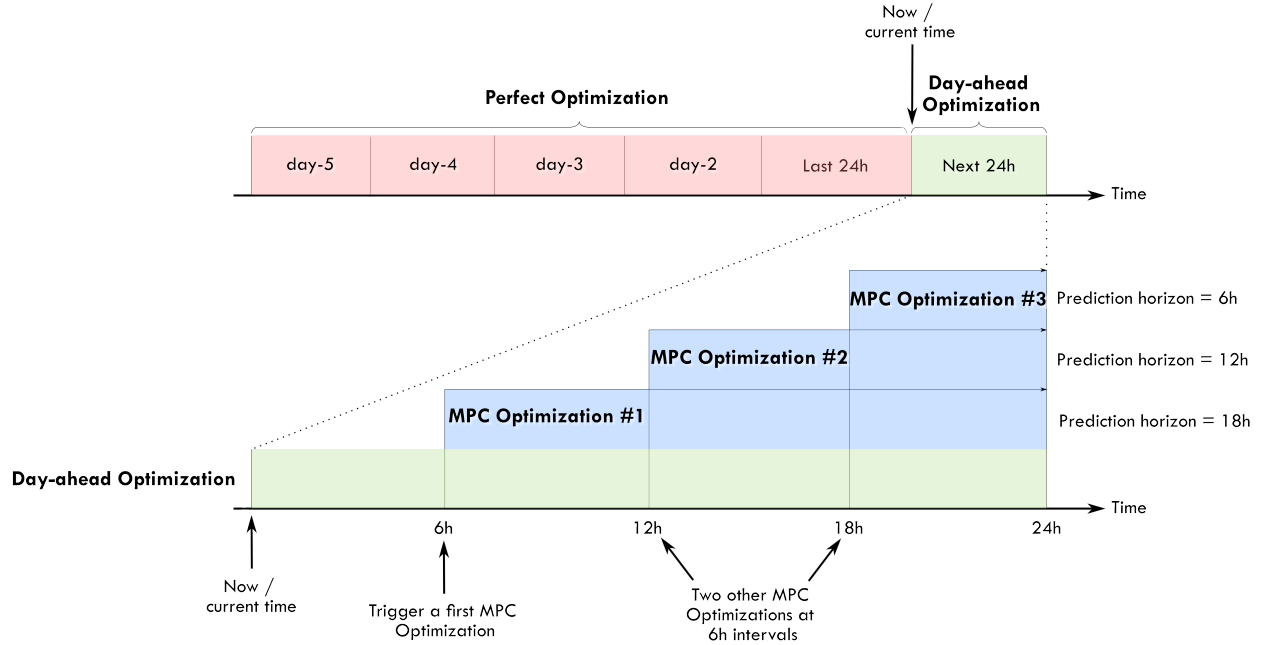 Now /
current time
Day-ahead
Optimization
Perfect Optimization
day-5
day-4
day-3
day-2
Last 24h
Next 24h
Time
MPC Optimization #3
Prediction horizon = 6h
MPC Optimization #2
Prediction horizon = 12h
MPC Optimization #1
Prediction horizon = 18h
Day-ahead Optimization
Time
6h
12h
18h
24h
Now /
current time
Trigger a first MPC
Optimization
Two other MPC
Optimizations at
6h intervals